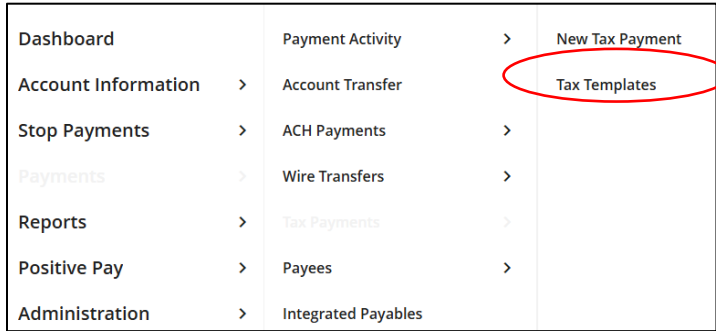 Dashboard
Account Information
Stop Payments
Payments
Reports
Positive Pay
Administration
Payment Activity
Account Transfer
ACH Payments
Wire Transfers
Tax Payments
Payees
Integrated Payables
New Tax Payment
Tax Templates